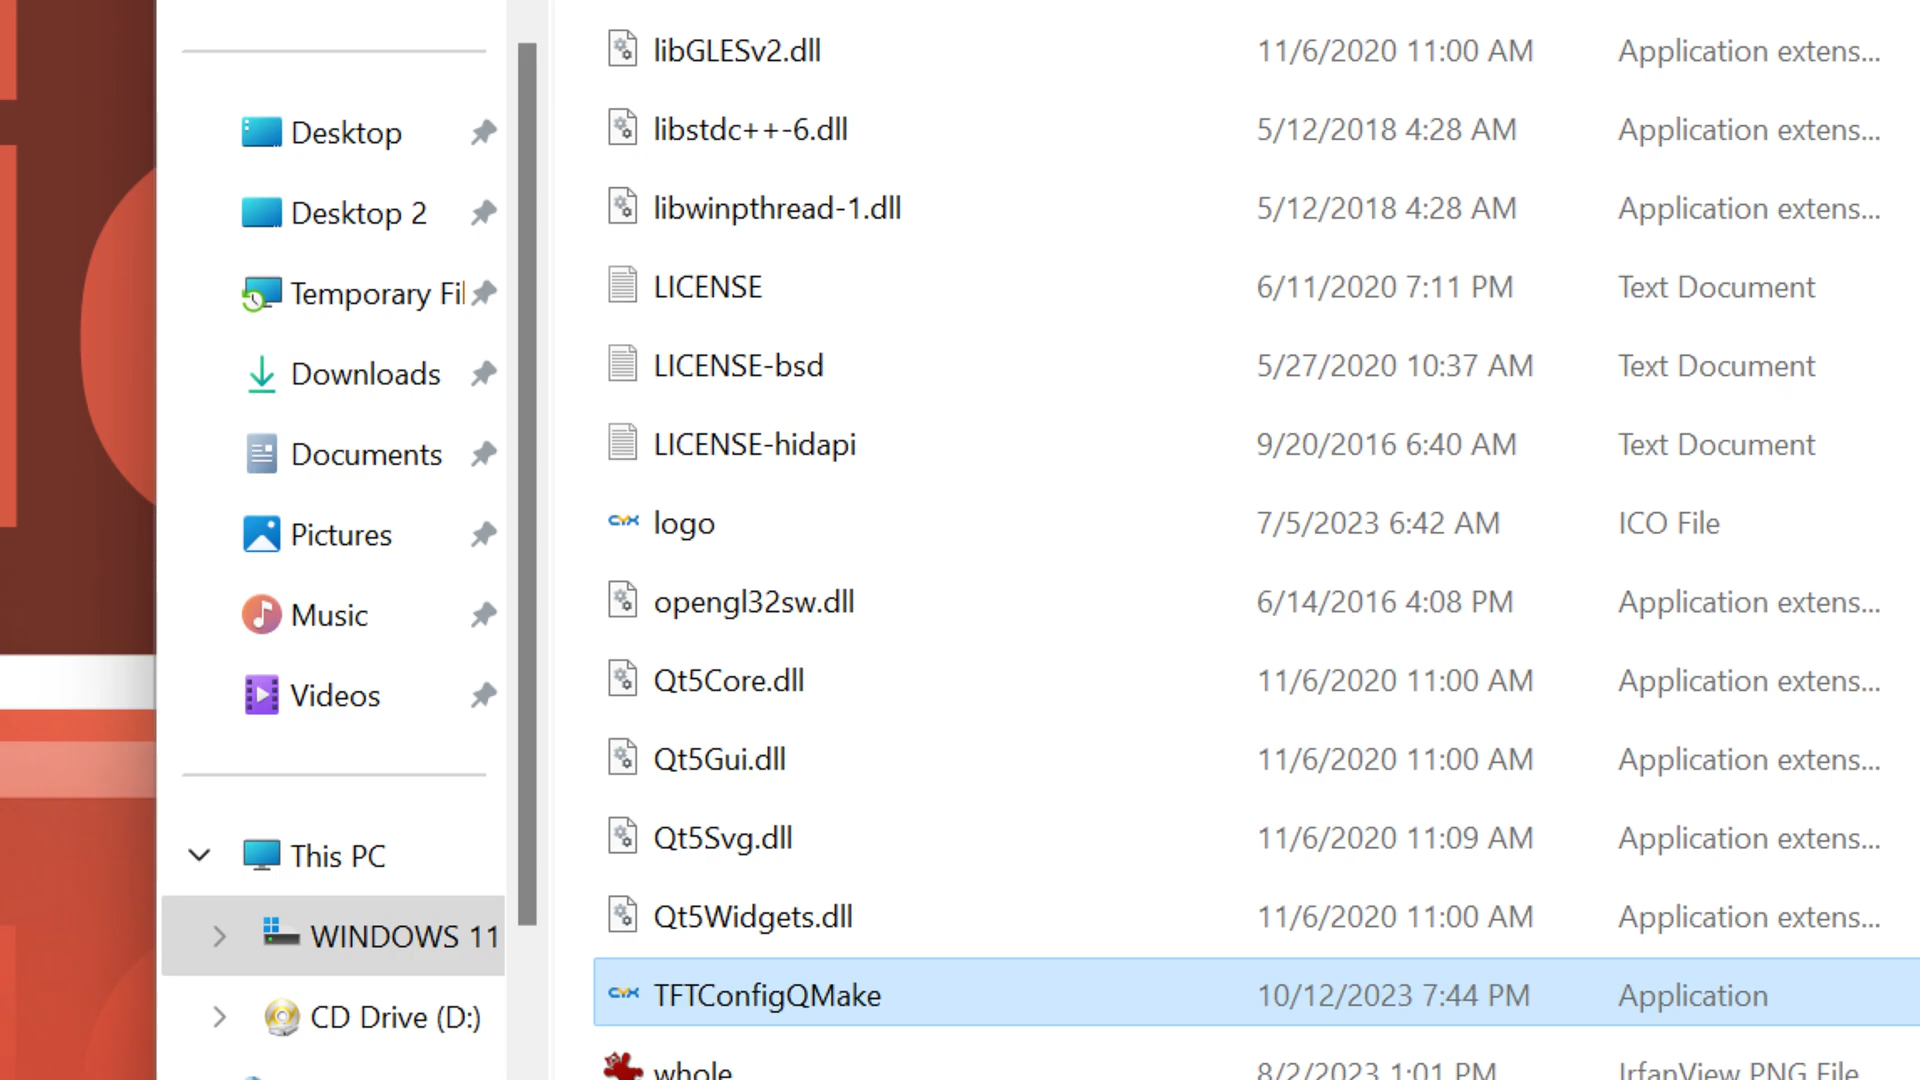 Desktop
Desktop 2
Temporary Fil
Downloads
Documents
Pictures
Music
Videos
This PC
WINDOWS 11
CD Drive (D:)
libGLESv2.dll 11/6/2020 11:00 AM Application extens...
libstdc++-6.dll 5/12/2018 4:28 AM Application extens...
libwinpthread-1.dll 5/12/2018 4:28 AM Application extens...
LICENSE 6/11/2020 7:11 PM Text Document
LICENSE-bsd 5/27/2020 10:37 AM Text Document
LICENSE-hidapi 9/20/2016 6:40 AM Text Document
logo 7/5/2023 6:42 AM ICO File
opengl32sw.dll 6/14/2016 4:08 PM Application extens...
Qt5Core.dll 11/6/2020 11:00 AM Application extens...
Qt5Gui.dll 11/6/2020 11:00 AM Application extens...
Qt5Svg.dll 11/6/2020 11:09 AM Application extens...
Qt5Widgets.dll 11/6/2020 11:00 AM Application extens...
TFTConfigQMake 10/12/2023 7:44 PM Application
whole 8/2/2023 1:01 PM IrfanView PNG File